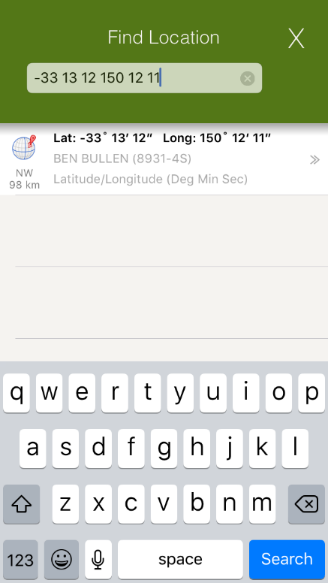 Find Location
X
-33 13 12 150 12 11
Lat: -33° 13' 12" Long: 150° 12' 11"
BEN BULLEN (8931-4S)
Latitude/Longitude (Deg Min Sec)
NW
98 km
q w e r t y u i o p
a s d f g h j k l
z x c v b n m
123 space Search